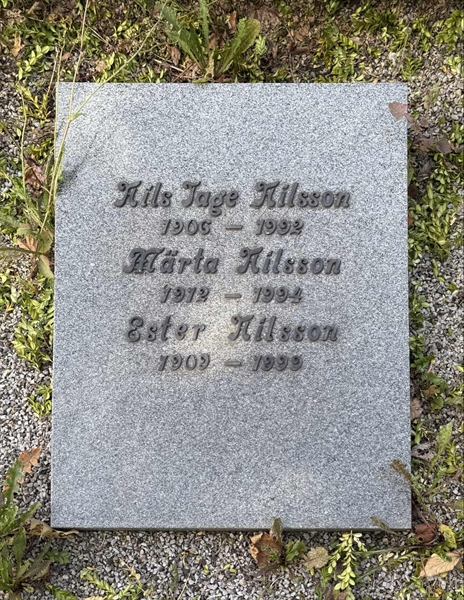 Nils Tage Nilsson
1906 — 1992
Märta Nilsson
1912 — 1994
Ester Nilsson
1909 — 1999